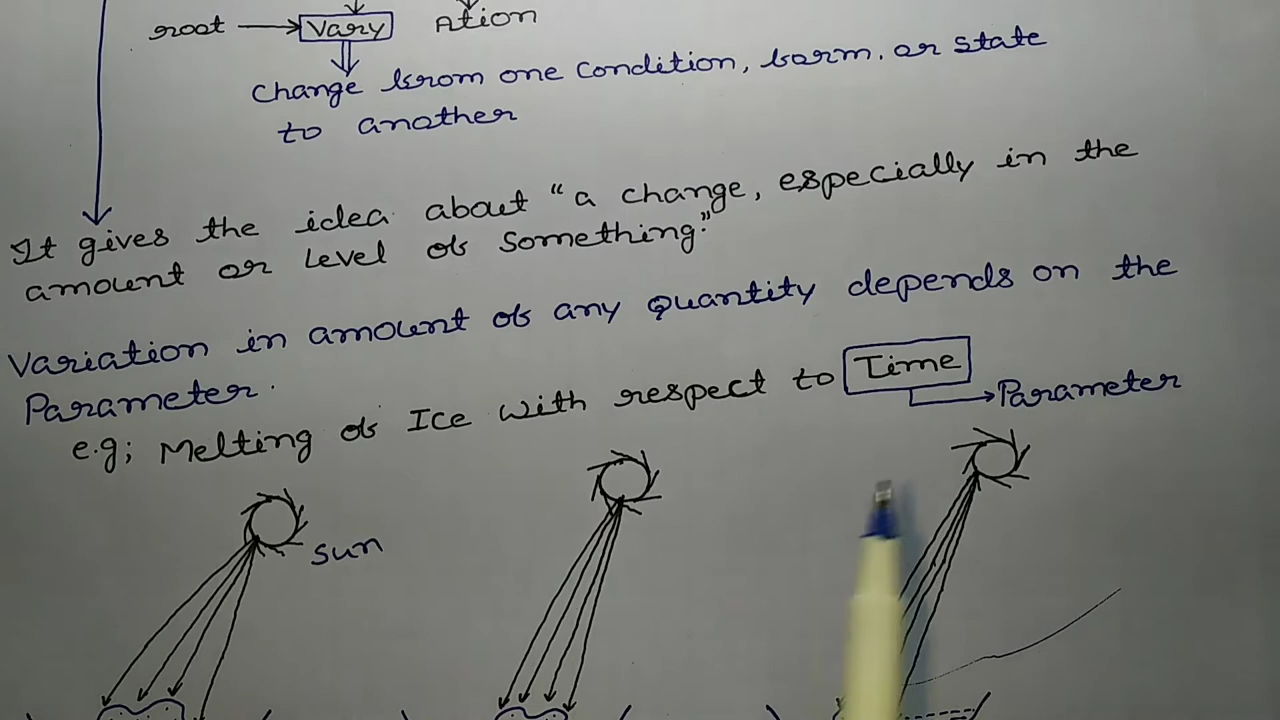 root → Vary Ation
Change from one Condition, form, or state
to another
It gives the idea about "a change, especially in the
amount or Level of Something."
Variation in amount of any quantity depends on the
Parameter.
e.g; Melting of Ice with respect to Time → Parameter
Sun